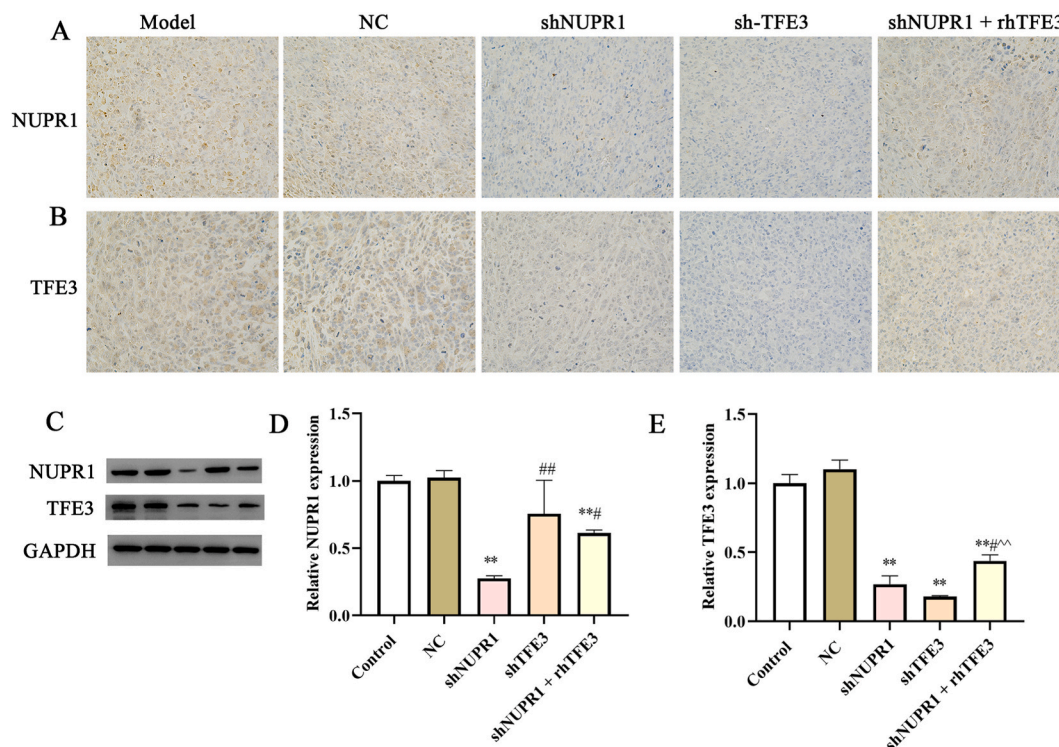 A
Model
NC
shNUPR1
sh-TFE3
shNUPR1 + rhTFE3
NUPR1
B
TFE3
C
NUPR1
TFE3
GAPDH
D
Relative NUPR1 expression
1.5
1.0
0.5
0.0
**
##
**#
Control
NC
shNUPR1
shTFE3
shNUPR1 + rhTFE3
E
Relative TFE3 expression
1.5
1.0
0.5
0.0
**
**
**#^^
Control
NC
shNUPR1
shTFE3
shNUPR1 + rhTFE3